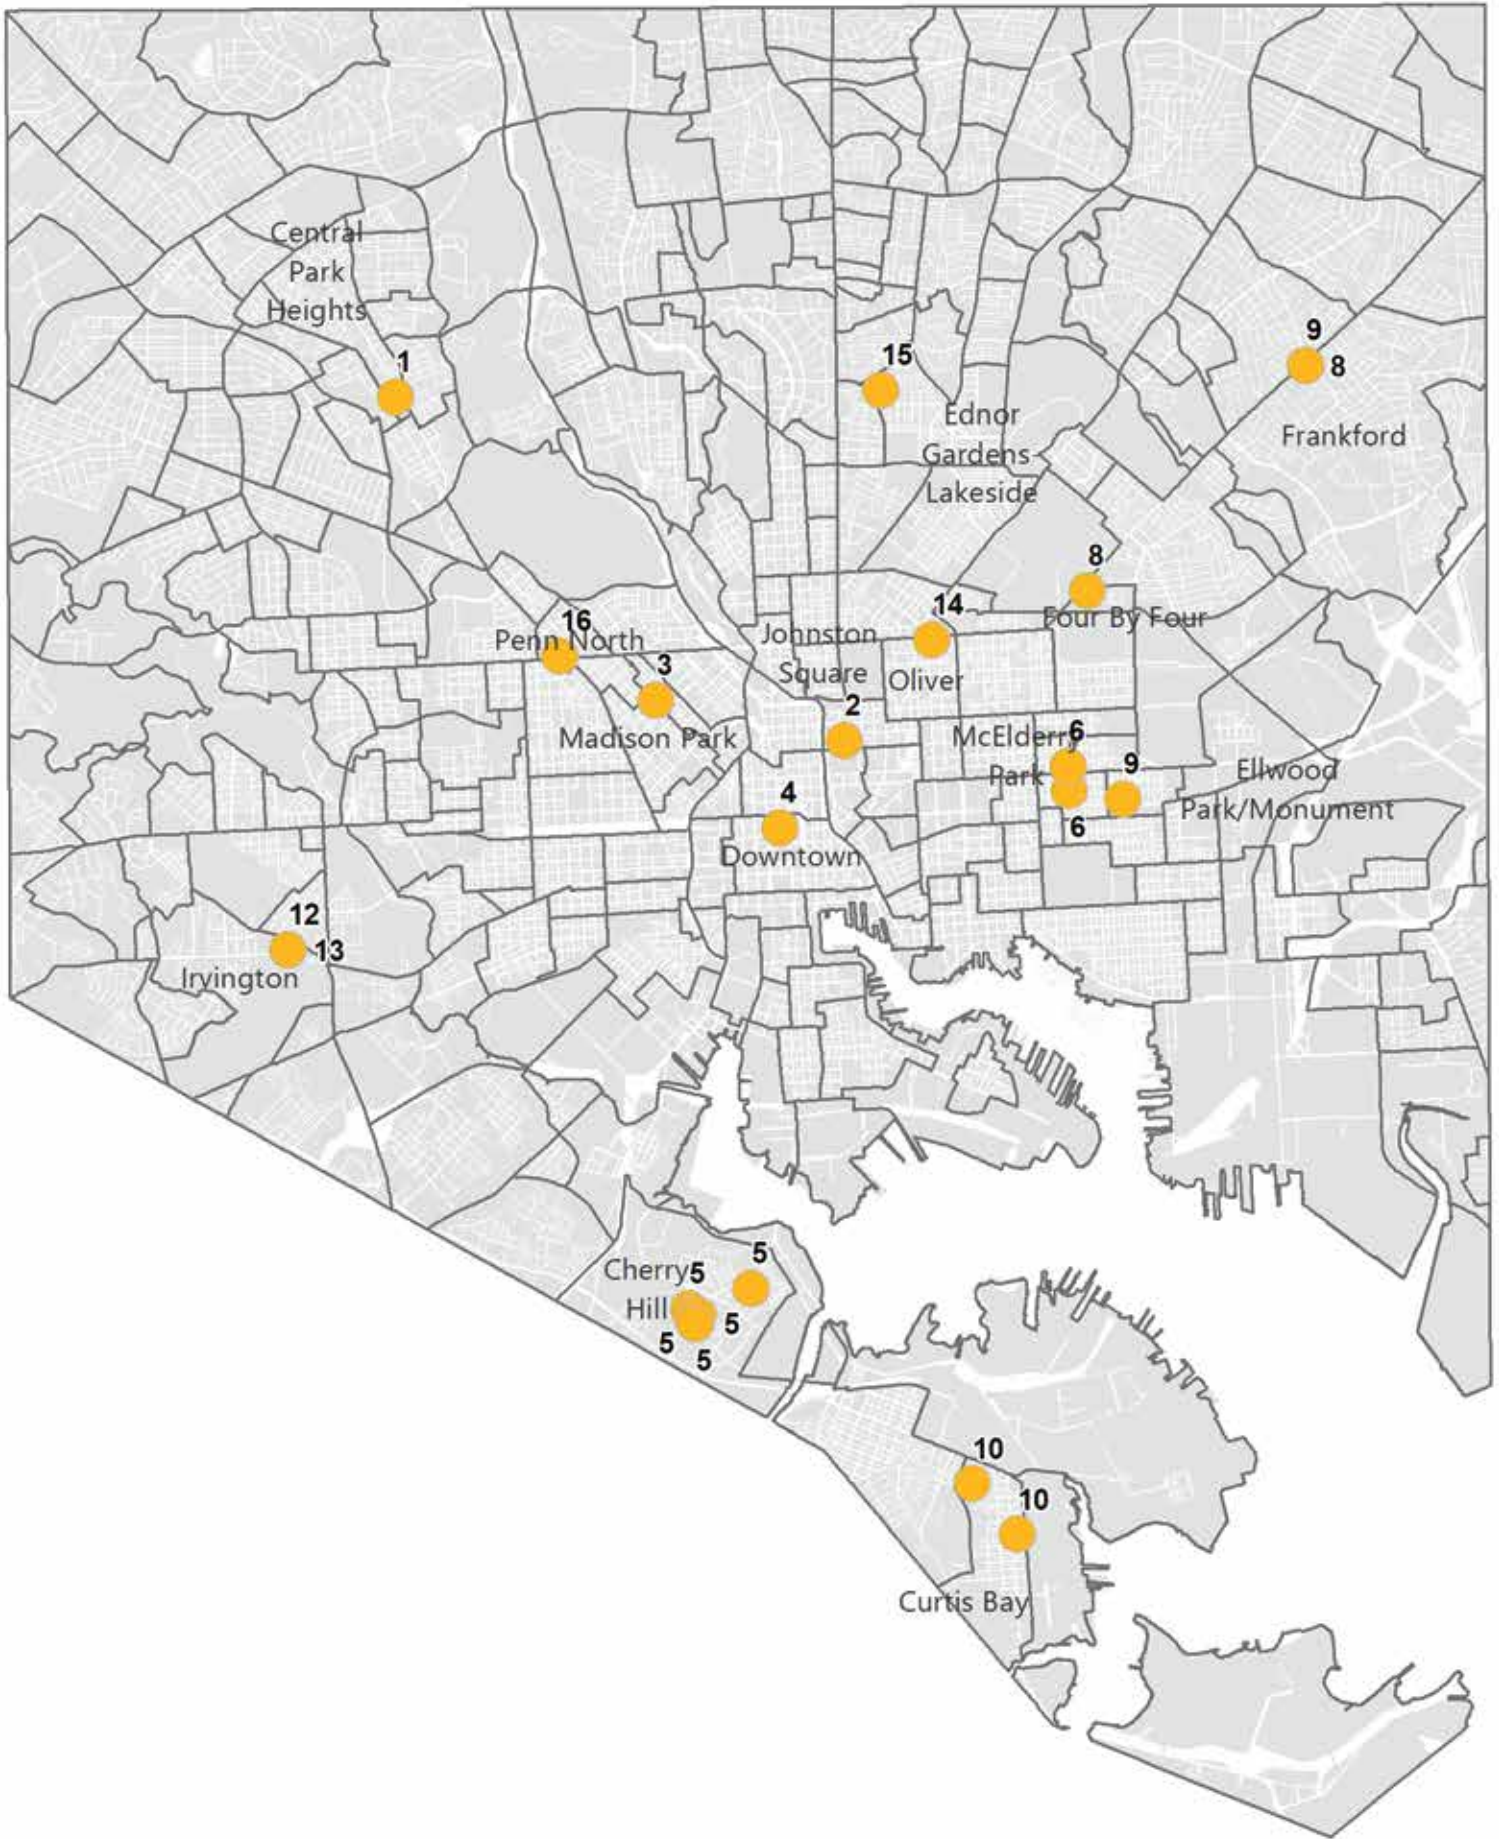 Central
Park
Heights
1
15
Ednor
Gardens-
Lakeside
9
8
Frankford
8
Four By Four
16
Penn North
3
Madison Park
Johnston
Square
2
14
Oliver
McElderry
Park
6
6
9
Ellwood
Park/Monument
4
Downtown
12
13
Irvington
Cherry
Hill
5
5
5
5
5
10
10
Curtis Bay